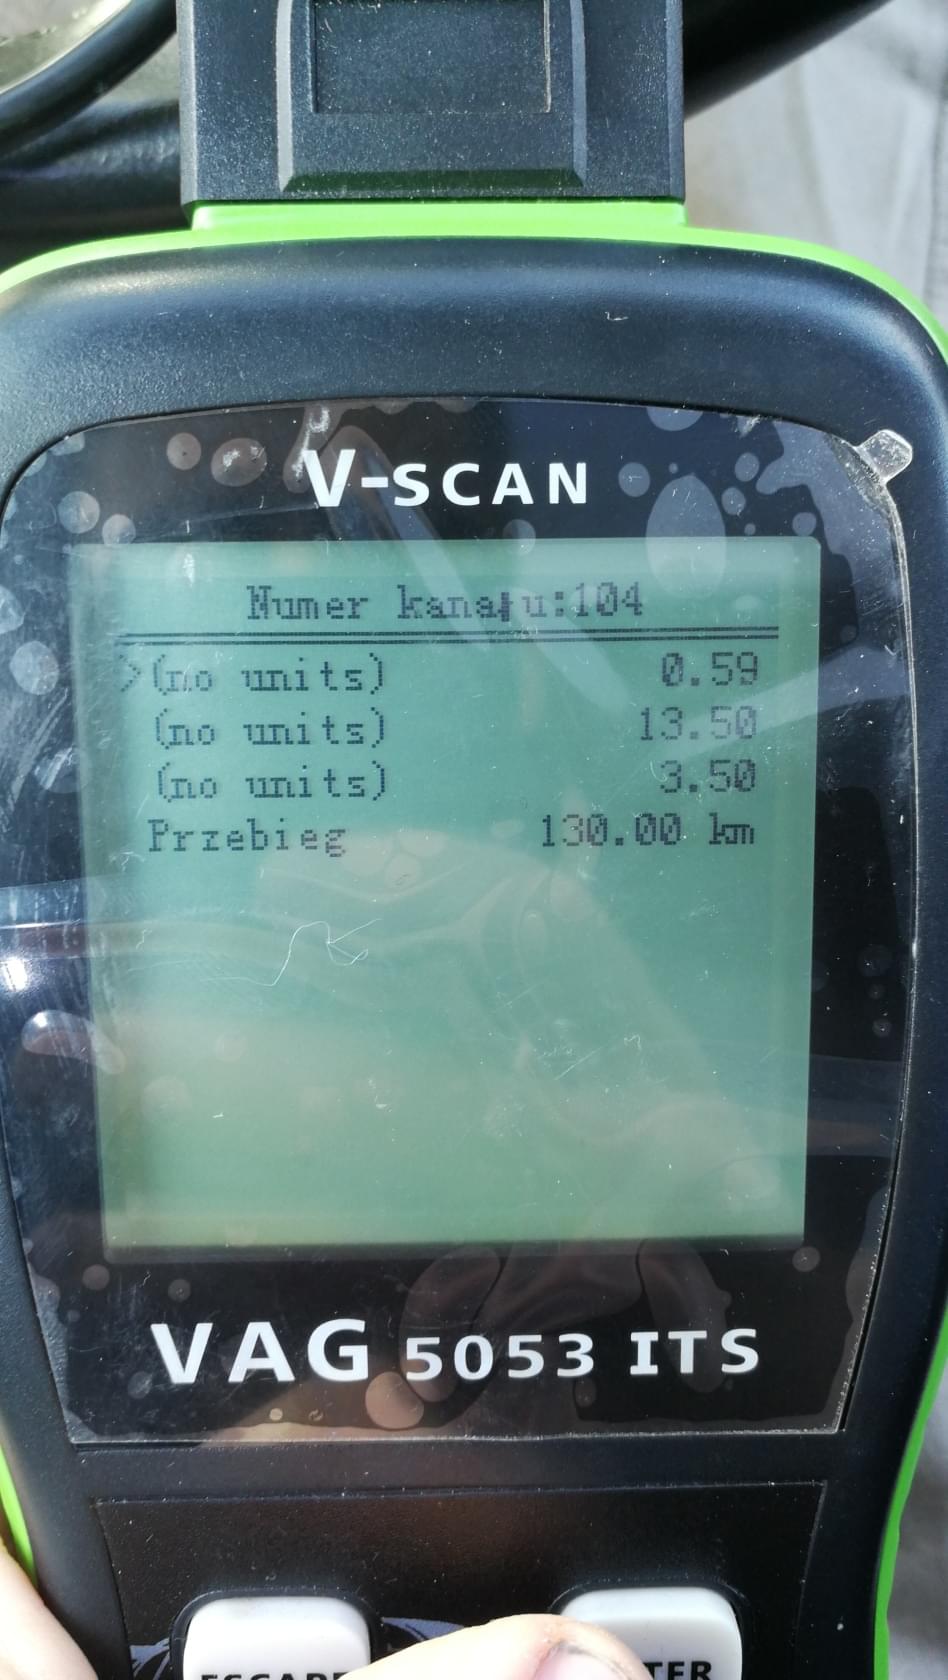 V-SCAN
Numer kanału:104
>(no units) 0.59
(no units) 13.50
(no units) 3.50
Przebieg 130.00 km
VAG 5053 ITS